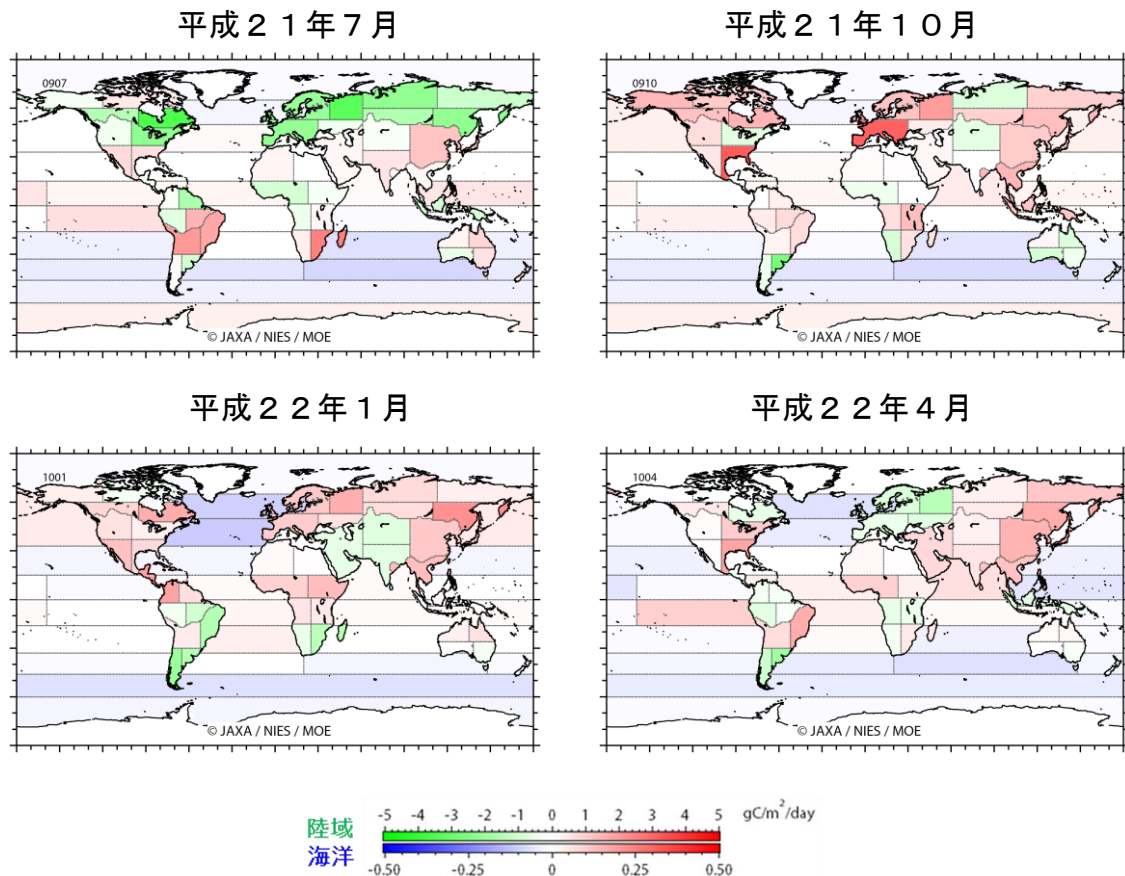 平成２１年７月
平成２１年１０月
0907
0910
© JAXA / NIES / MOE
© JAXA / NIES / MOE
平成２２年１月
平成２２年４月
1001
1004
© JAXA / NIES / MOE
© JAXA / NIES / MOE
陸域
-5 -4 -3 -2 -1 0 1 2 3 4 5 gC/m²/day
海洋
-0.50 -0.25 0 0.25 0.50